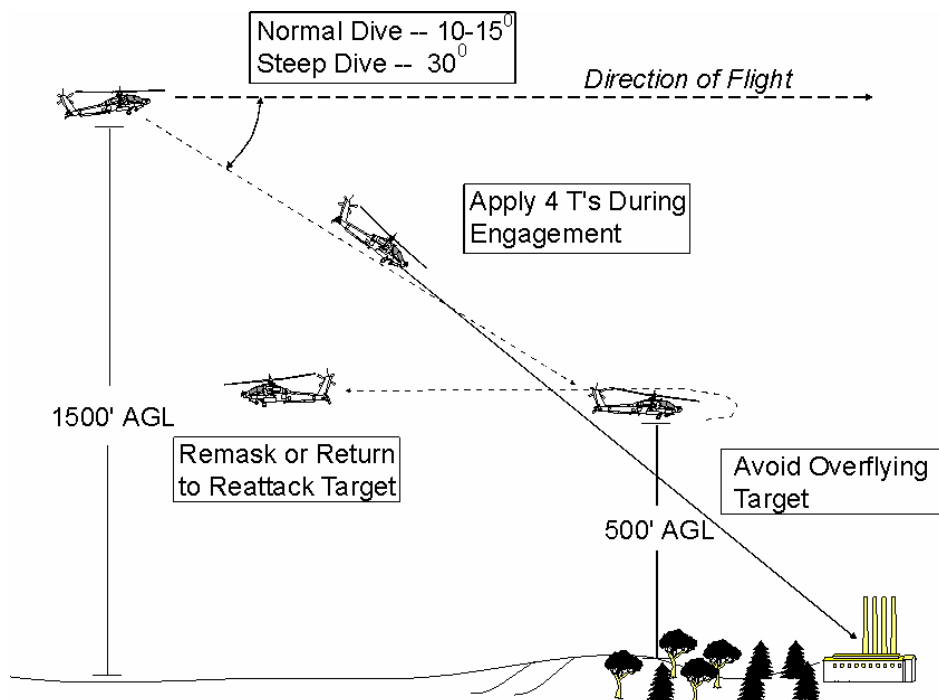 Normal Dive -- 10-15⁰
Steep Dive -- 30⁰
Direction of Flight
Apply 4 T's During
Engagement
1500' AGL
Remask or Return
to Reattack Target
Avoid Overflying
Target
500' AGL